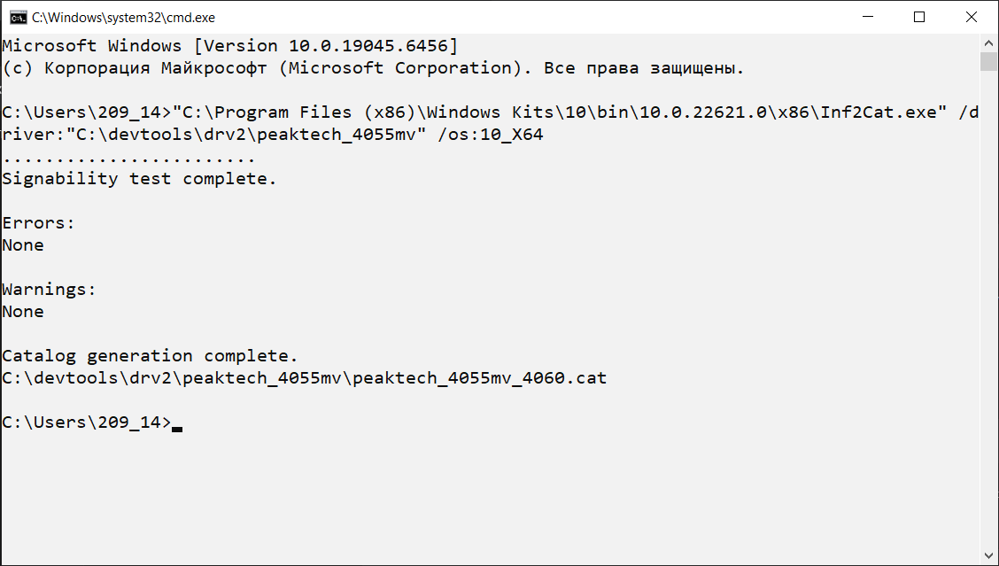 C:\Windows\system32\cmd.exe
Microsoft Windows [Version 10.0.19045.6456]
(c) Корпорация Майкрософт (Microsoft Corporation). Все права защищены.
C:\Users\209_14>"C:\Program Files (x86)\Windows Kits\10\bin\10.0.22621.0\x86\Inf2Cat.exe" /d
river:"C:\devtools\drv2\peaktech_4055mv" /os:10_X64
........................
Signability test complete.
Errors:
None
Warnings:
None
Catalog generation complete.
C:\devtools\drv2\peaktech_4055mv\peaktech_4055mv_4060.cat
C:\Users\209_14>